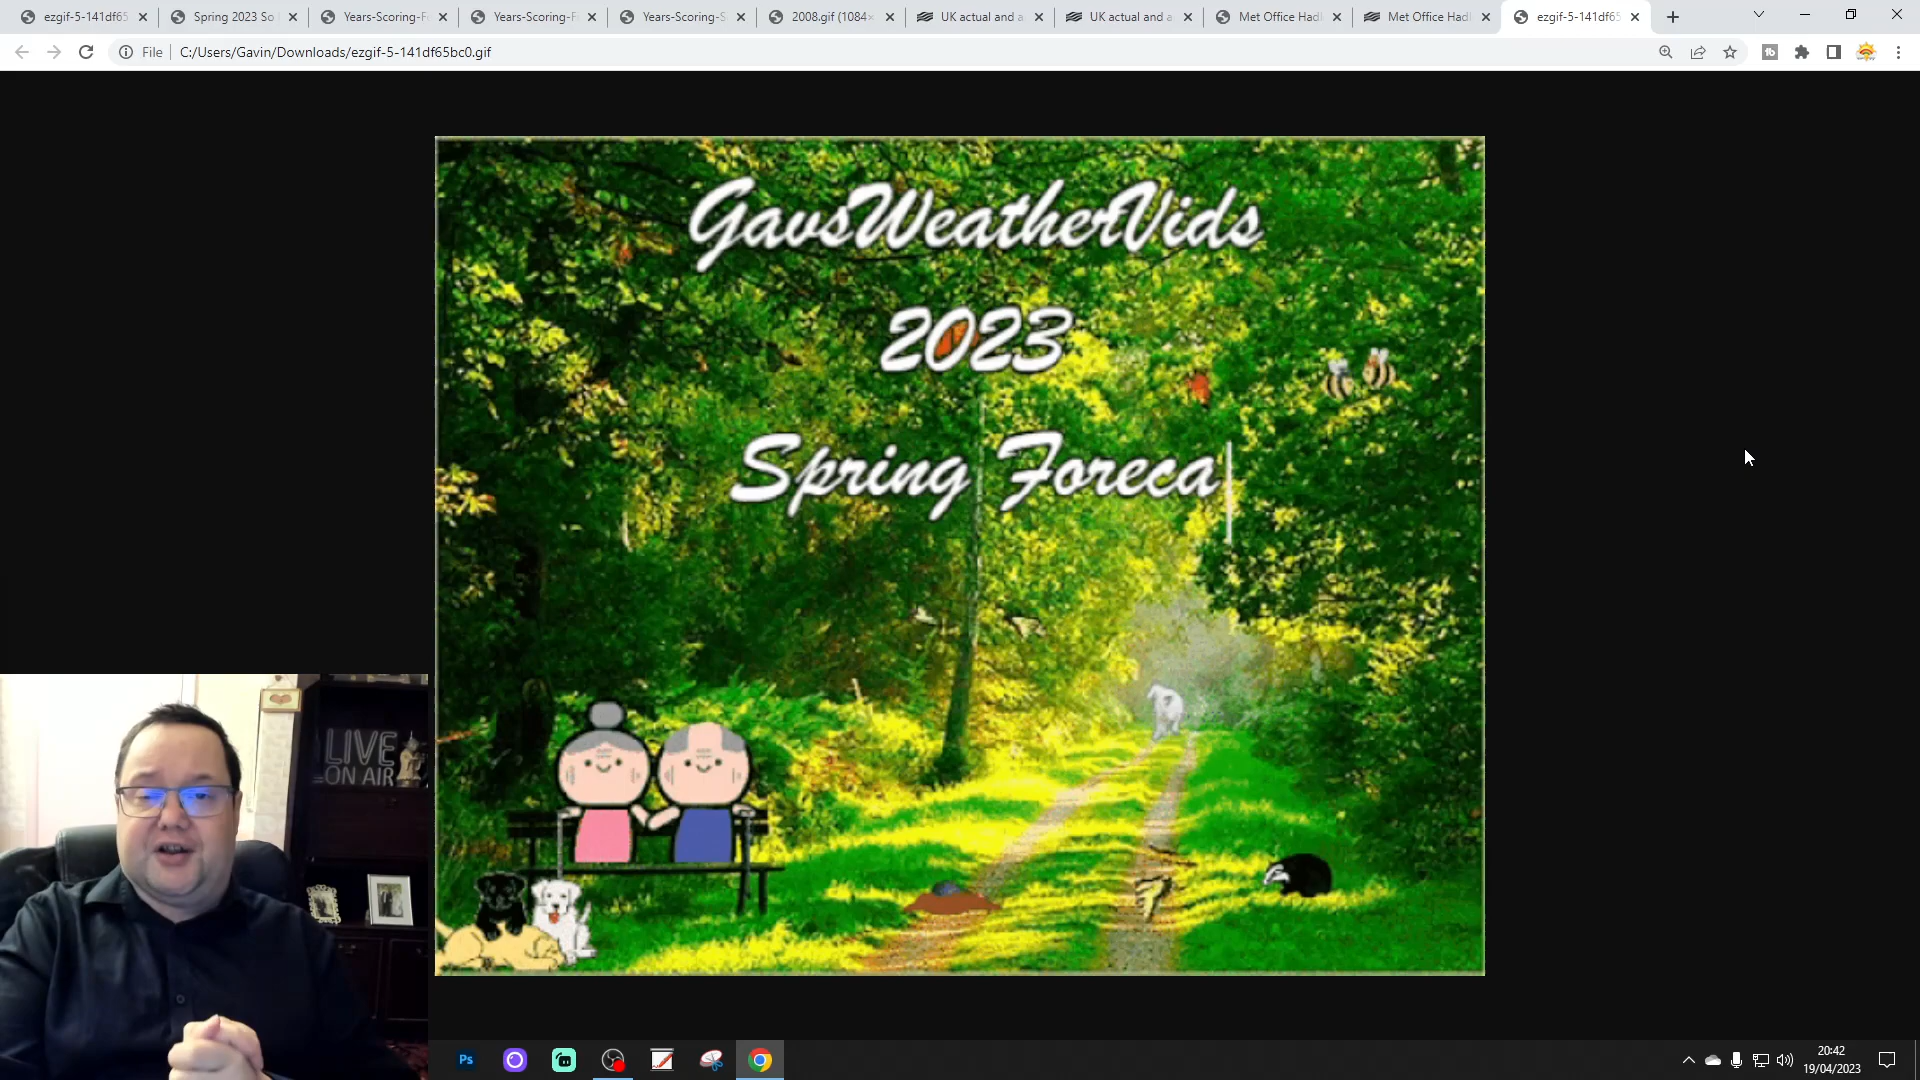 ezgif-5-141df65
Spring 2023 So
Years-Scoring-F
Years-Scoring-F
Years-Scoring-S
2008.gif (1084×
UK actual and a
UK actual and a
Met Office Hadl
Met Office Hadl
ezgif-5-141df65
File
C:/Users/Gavin/Downloads/ezgif-5-141df65bc0.gif
GavsWeatherVids
2023
Spring Foreca
LIVE
ON AIR
Ps
20:42
19/04/2023